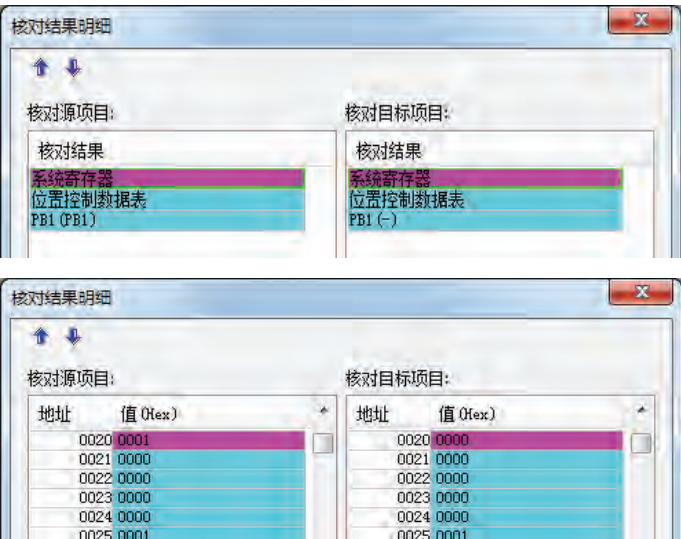 核对结果明细
核对源项目:
核对目标项目:
核对结果
核对结果
系统寄存器
系统寄存器
位置控制数据表
位置控制数据表
PB1(PB1)
PB1(-)
核对结果明细
核对源项目:
核对目标项目:
地址 值(Hex)
地址 值(Hex)
0020 0001
0020 0000
0021 0000
0021 0000
0022 0000
0022 0000
0023 0000
0023 0000
0024 0000
0024 0000
0025 0001
0025 0001